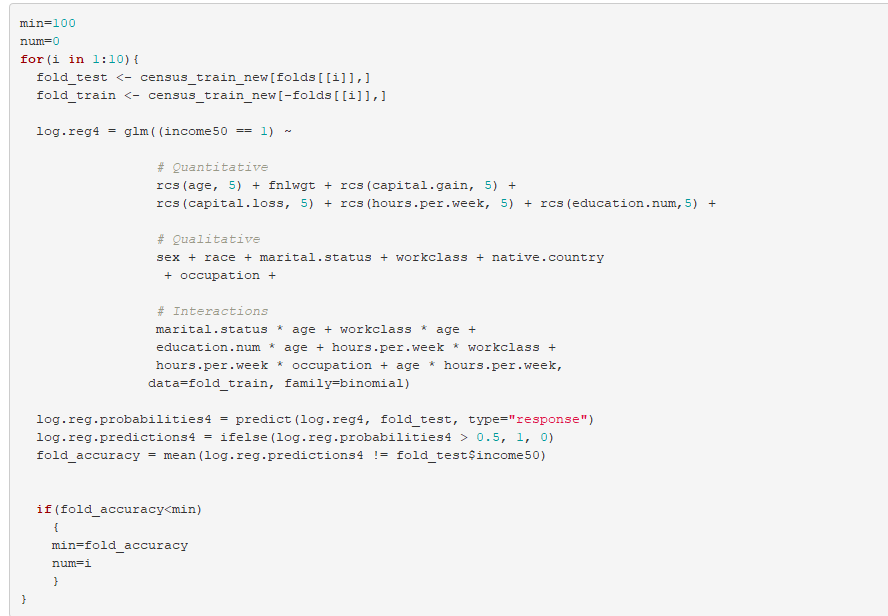 min=100
num=0
for(i in 1:10){
  fold_test <- census_train_new[folds[[i]],]
  fold_train <- census_train_new[-folds[[i]],]
  log.reg4 = glm((income50 == 1) ~
                 # Quantitative
                 rcs(age, 5) + fnlwgt + rcs(capital.gain, 5) +
                 rcs(capital.loss, 5) + rcs(hours.per.week, 5) + rcs(education.num,5) +
                 # Qualitative
                 sex + race + marital.status + workclass + native.country
                  + occupation +
                 # Interactions
                 marital.status * age + workclass * age +
                 education.num * age + hours.per.week * workclass +
                 hours.per.week * occupation + age * hours.per.week,
                data=fold_train, family=binomial)
  log.reg.probabilities4 = predict(log.reg4, fold_test, type="response")
  log.reg.predictions4 = ifelse(log.reg.probabilities4 > 0.5, 1, 0)
  fold_accuracy = mean(log.reg.predictions4 != fold_test$income50)
  if(fold_accuracy<min)
    {
    min=fold_accuracy
    num=i
    }
}